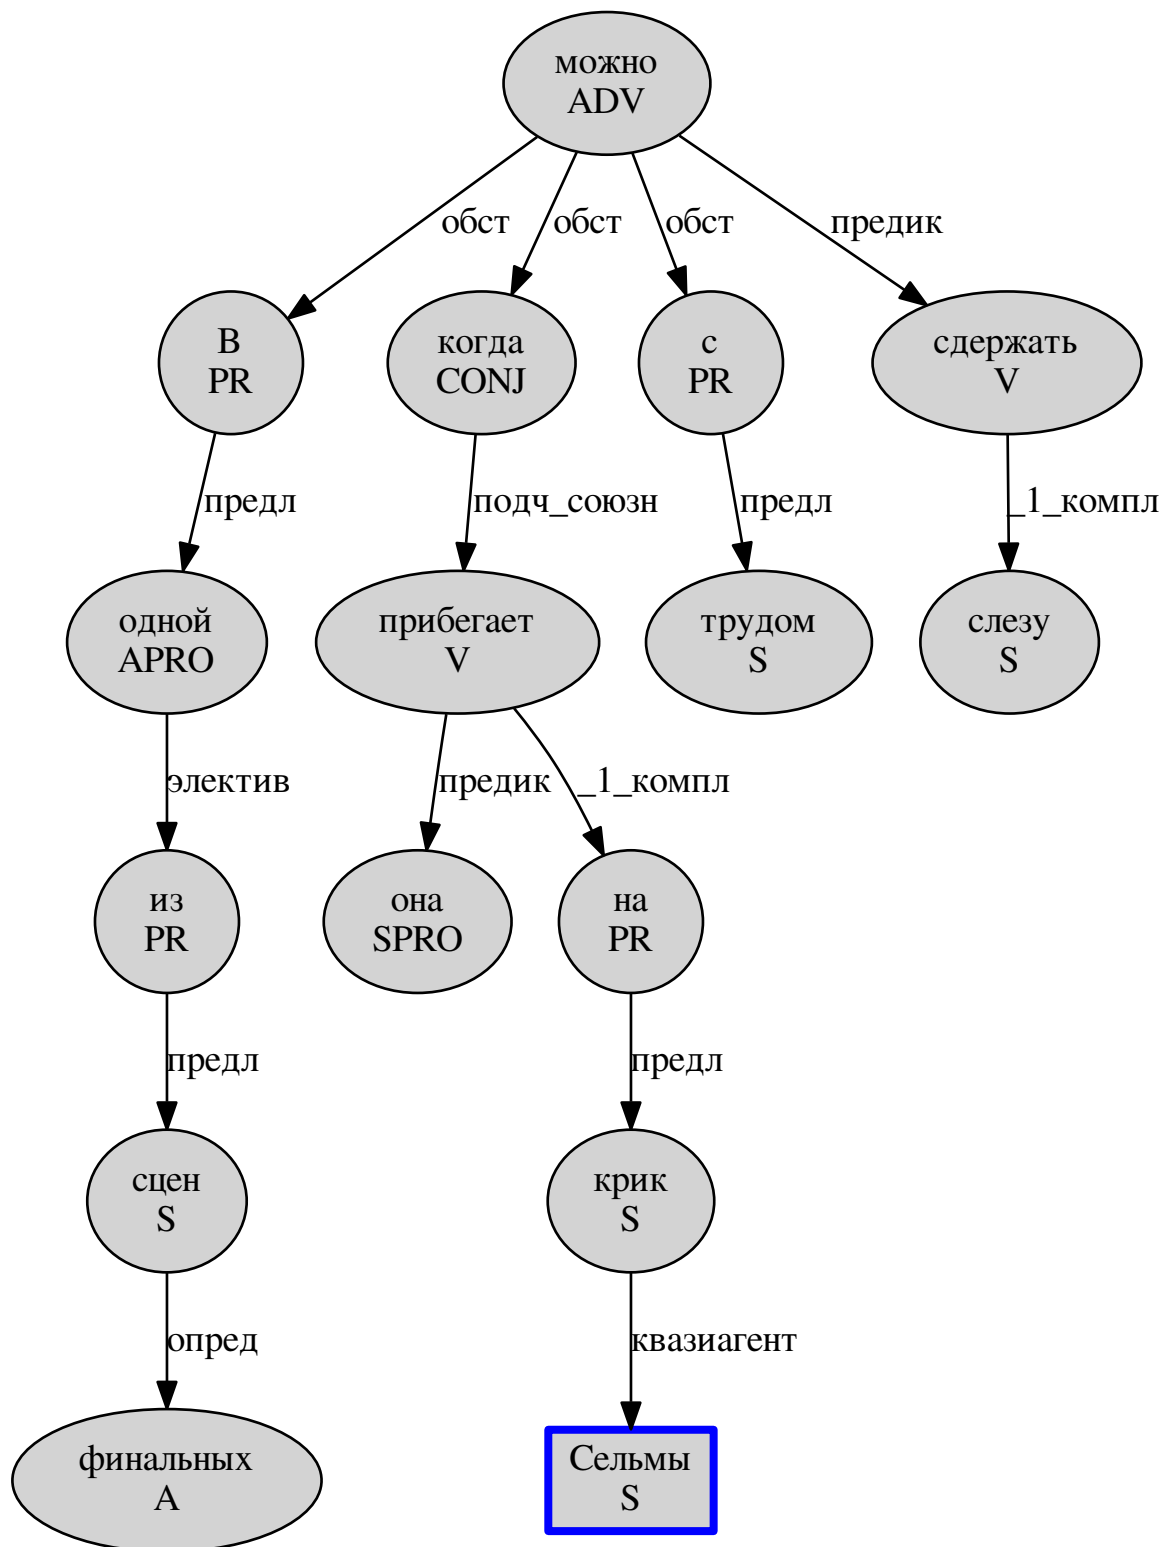 можно
ADV
обст
обст
обст
предик
В
PR
когда
CONJ
с
PR
сдержать
V
предл
подч_союзн
предл
_1_компл
одной
APRO
прибегает
V
трудом
S
слезу
S
электив
предик
_1_компл
из
PR
она
SPRO
на
PR
предл
предл
сцен
S
крик
S
опред
квазиагент
финальных
A
Сельмы
S